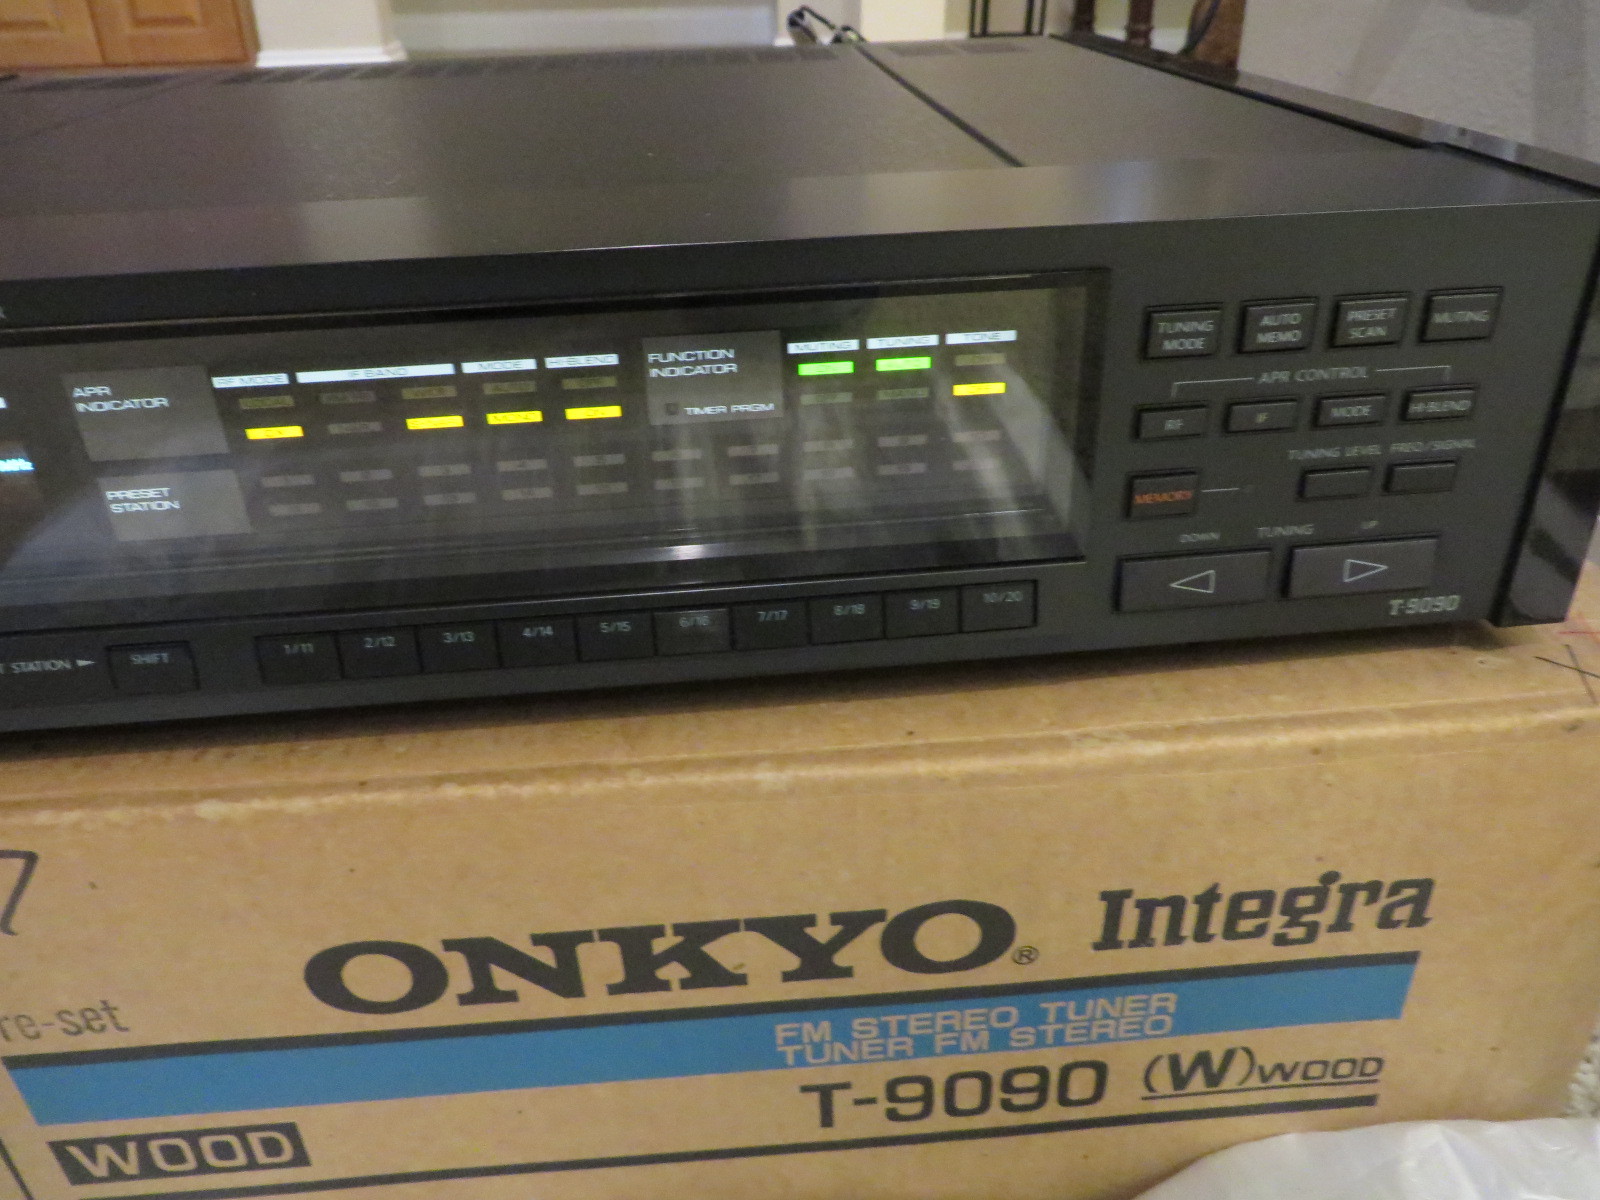 APR
INDICATOR
RF MODE
IF BAND
MODE
HI-BLEND
FUNCTION
INDICATOR
TIMER PRGM
MUTING
TUNING
TONE
MONO
MHz
PRESET
STATION
TUNING
MODE
AUTO
MEMO
PRESET
SCAN
MUTING
APR CONTROL
RF
IF
MODE
HI-BLEND
TUNING LEVEL
FREQ/SIGNAL
MEMORY
DOWN
TUNING
UP
T-9090
STATION
SHIFT
1/11
2/12
3/13
4/14
5/15
6/16
7/17
8/18
9/19
10/20
7
ONKYO® Integra
re-set
FM STEREO TUNER
TUNER FM STEREO
T-9090 (W) WOOD
WOOD